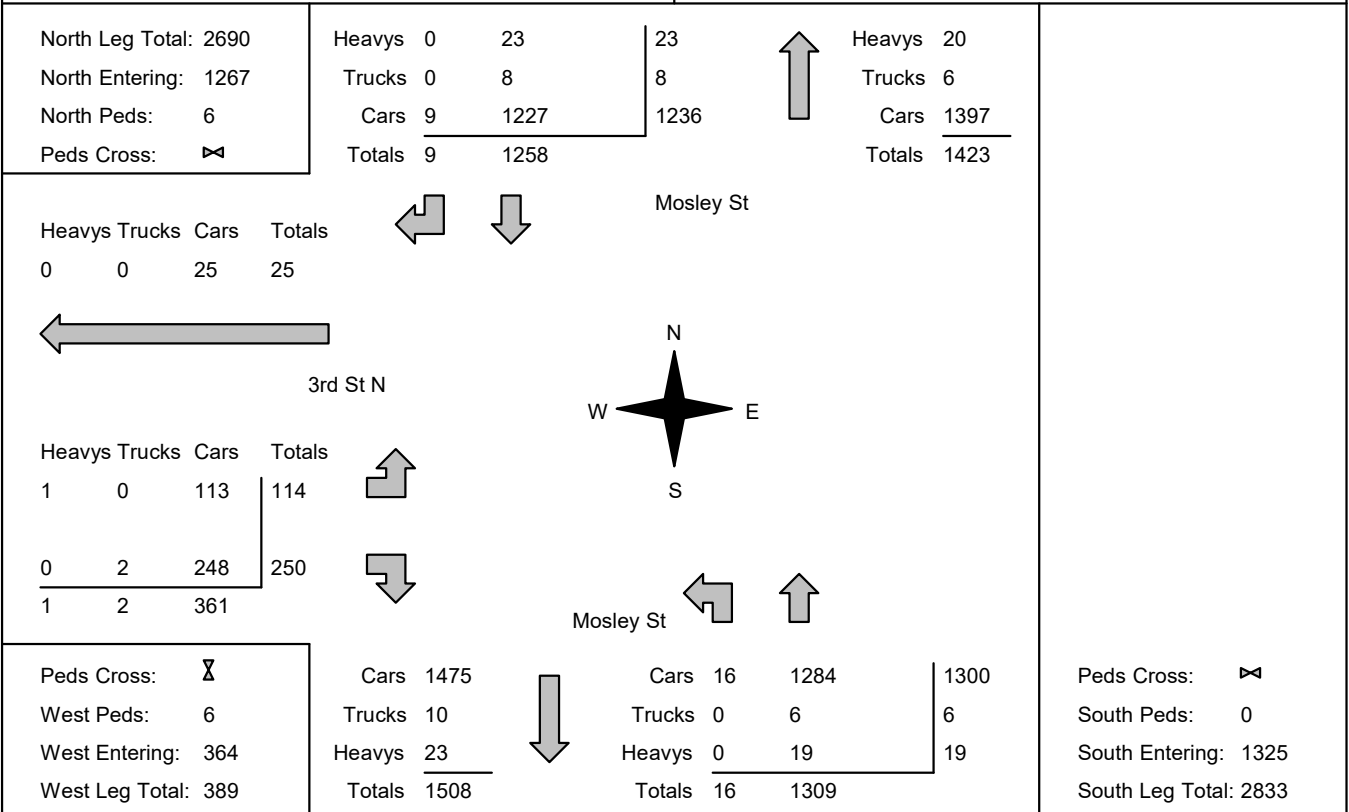 North Leg Total: 2690
North Entering: 1267
North Peds: 6
Peds Cross: ⋈
Heavys 0 23 23
Trucks 0 8 8
Cars 9 1227 1236
Totals 9 1258
Heavys 20
Trucks 6
Cars 1397
Totals 1423
Mosley St
Heavys Trucks Cars Totals
0 0 25 25
3rd St N
N
W E
S
Heavys Trucks Cars Totals
1 0 113 114
0 2 248 250
1 2 361
Mosley St
Peds Cross:
West Peds: 6
West Entering: 364
West Leg Total: 389
Cars 1475
Trucks 10
Heavys 23
Totals 1508
Cars 16 1284 1300
Trucks 0 6 6
Heavys 0 19 19
Totals 16 1309
Peds Cross: ⋈
South Peds: 0
South Entering: 1325
South Leg Total: 2833